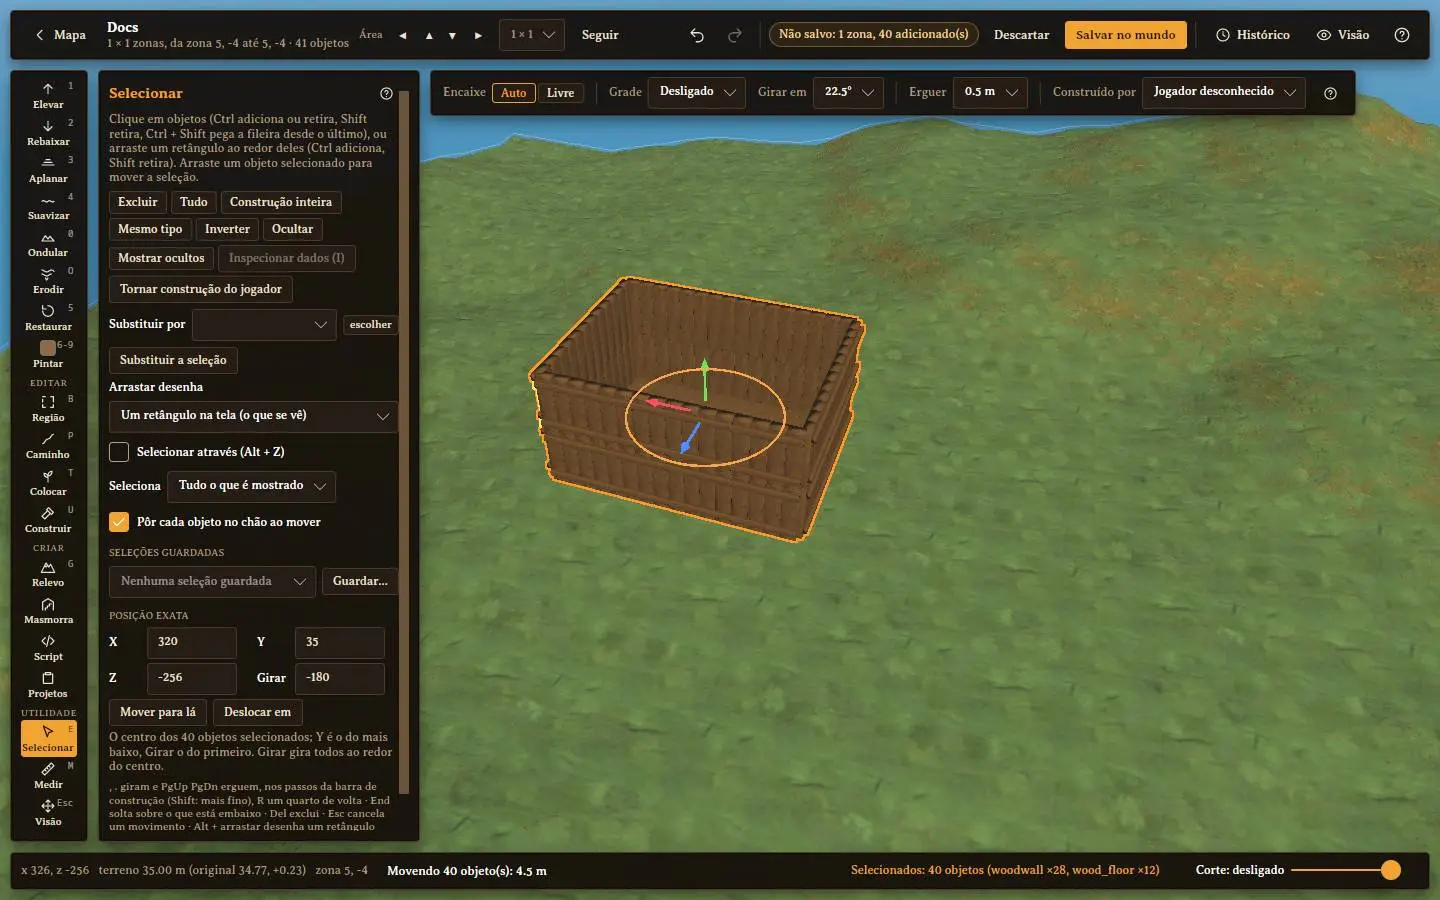 Mapa
Docs
1 × 1 zonas, da zona 5, -4 até 5, -4 · 41 objetos
Área
1 × 1
Seguir
Não salvo: 1 zona, 40 adicionado(s)
Descartar
Salvar no mundo
Histórico
Visão
Encaixe
Auto
Livre
Grade
Desligado
Girar em
22.5°
Erguer
0.5 m
Construído por
Jogador desconhecido
Elevar 1
Rebaixar 2
Aplanar 3
Suavizar 4
Ondular 0
Erodir O
Restaurar 5
Pintar 6-9
EDITAR
Região B
Caminho P
Colocar T
Construir U
CRIAR
Relevo G
Masmorra
Script
Projetos
UTILIDADE
Selecionar E
Medir M
Visão Esc
Selecionar
Clique em objetos (Ctrl adiciona ou retira, Shift
retira, Ctrl + Shift pega a fileira desde o último), ou
arraste um retângulo ao redor deles (Ctrl adiciona,
Shift retira). Arraste um objeto selecionado para
mover a seleção.
Excluir
Tudo
Construção inteira
Mesmo tipo
Inverter
Ocultar
Mostrar ocultos
Inspecionar dados (I)
Tornar construção do jogador
Substituir por
escolher
Substituir a seleção
Arrastar desenha
Um retângulo na tela (o que se vê)
Selecionar através (Alt + Z)
Seleciona
Tudo o que é mostrado
Pôr cada objeto no chão ao mover
SELEÇÕES GUARDADAS
Nenhuma seleção guardada
Guardar...
POSIÇÃO EXATA
X 320 Y 35
Z -256 Girar -180
Mover para lá
Deslocar em
O centro dos 40 objetos selecionados; Y é o do mais
baixo, Girar o do primeiro. Girar gira todos ao redor
do centro.
, . giram e PgUp PgDn erguem, nos passos da barra de
construção (Shift: mais fino), R um quarto de volta · End
solta sobre o que está embaixo · Del exclui · Esc cancela
um movimento · Alt + arrastar desenha um retângulo
x 326, z -256 terreno 35.00 m (original 34.77, +0.23) zona 5, -4
Movendo 40 objeto(s): 4.5 m
Selecionados: 40 objetos (woodwall ×28, wood_floor ×12)
Corte: desligado